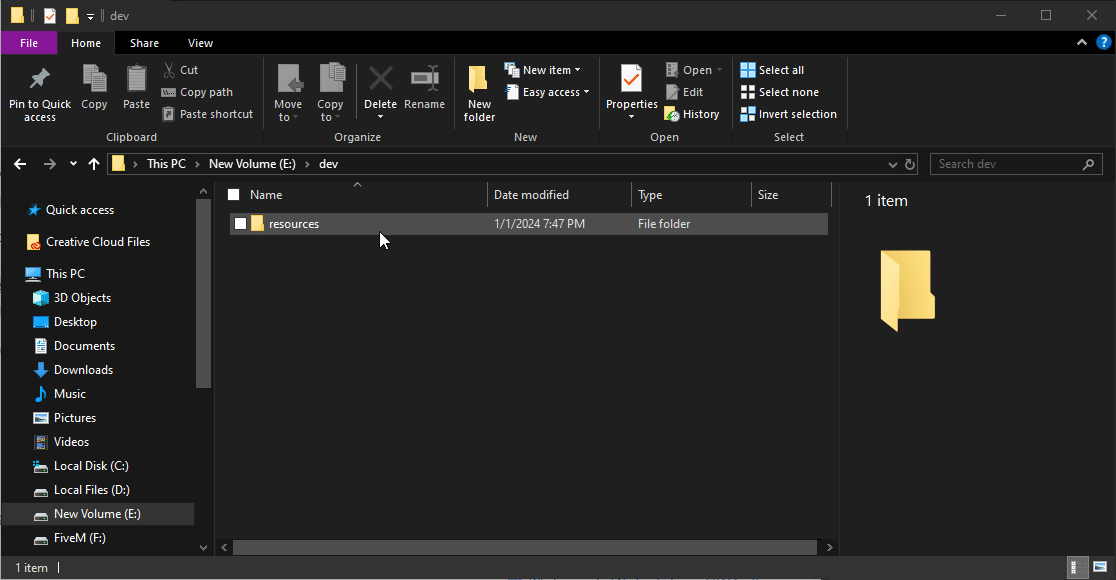 dev
File Home Share View
?
Pin to Quick access
Copy
Paste
Cut
Copy path
Paste shortcut
Clipboard
Move to
Copy to
Delete
Rename
Organize
New folder
New item
Easy access
New
Properties
Open
Edit
History
Open
Select all
Select none
Invert selection
Select
This PC › New Volume (E:) › dev
Search dev
Quick access
Creative Cloud Files
This PC
3D Objects
Desktop
Documents
Downloads
Music
Pictures
Videos
Local Disk (C:)
Local Files (D:)
New Volume (E:)
FiveM (F:)
Name Date modified Type Size
resources 1/1/2024 7:47 PM File folder
1 item
1 item